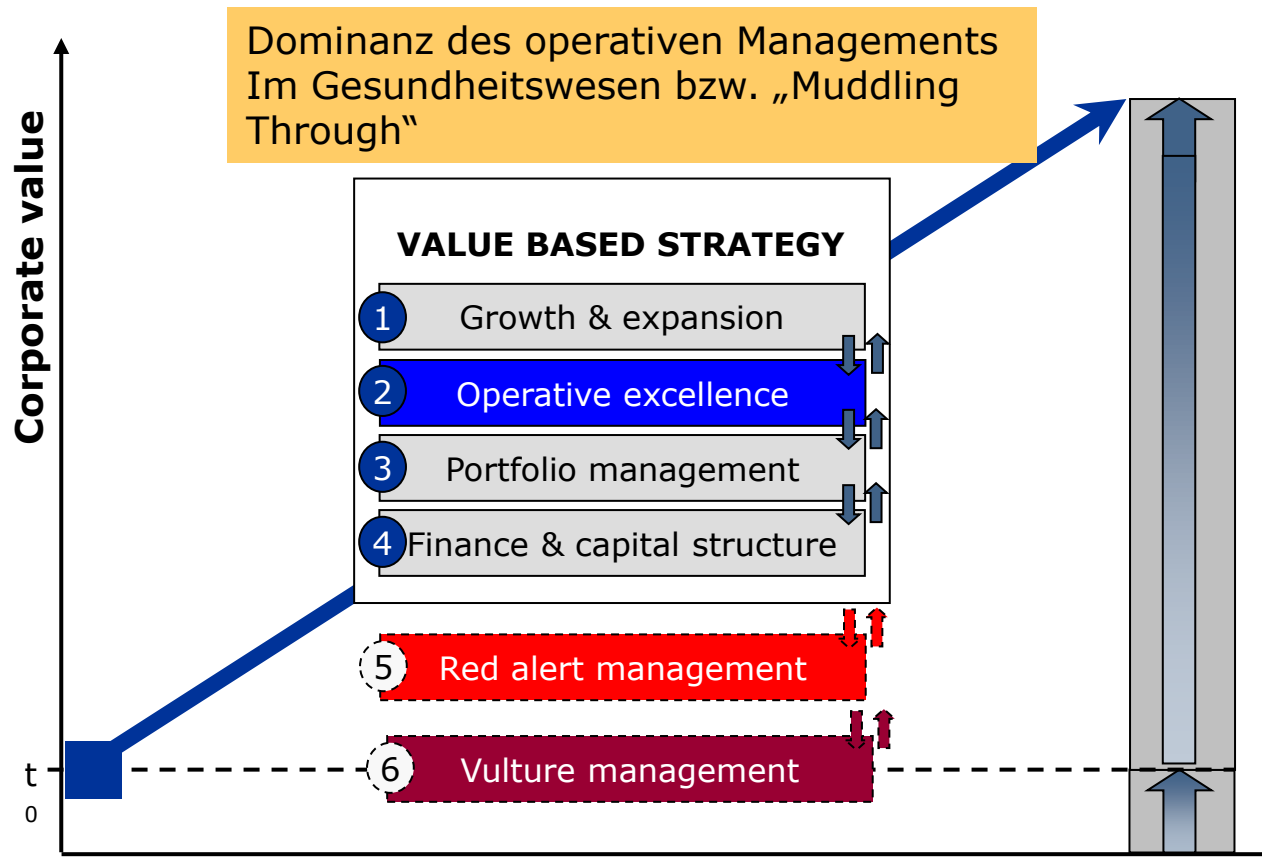 Dominanz des operativen Managements
Im Gesundheitswesen bzw. „Muddling
Through“
Corporate value
VALUE BASED STRATEGY
1 Growth & expansion
2 Operative excellence
3 Portfolio management
4 Finance & capital structure
5 Red alert management
6 Vulture management
t
0